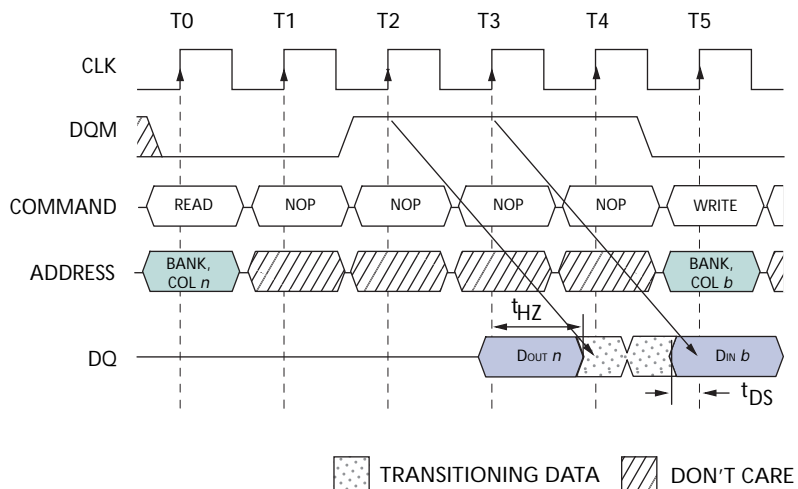 T0 T1 T2 T3 T4 T5
CLK
DQM
COMMAND READ NOP NOP NOP NOP WRITE
ADDRESS BANK, COL n BANK, COL b
tHZ
DQ DOUT n DIN b
tDS
TRANSITIONING DATA DON'T CARE